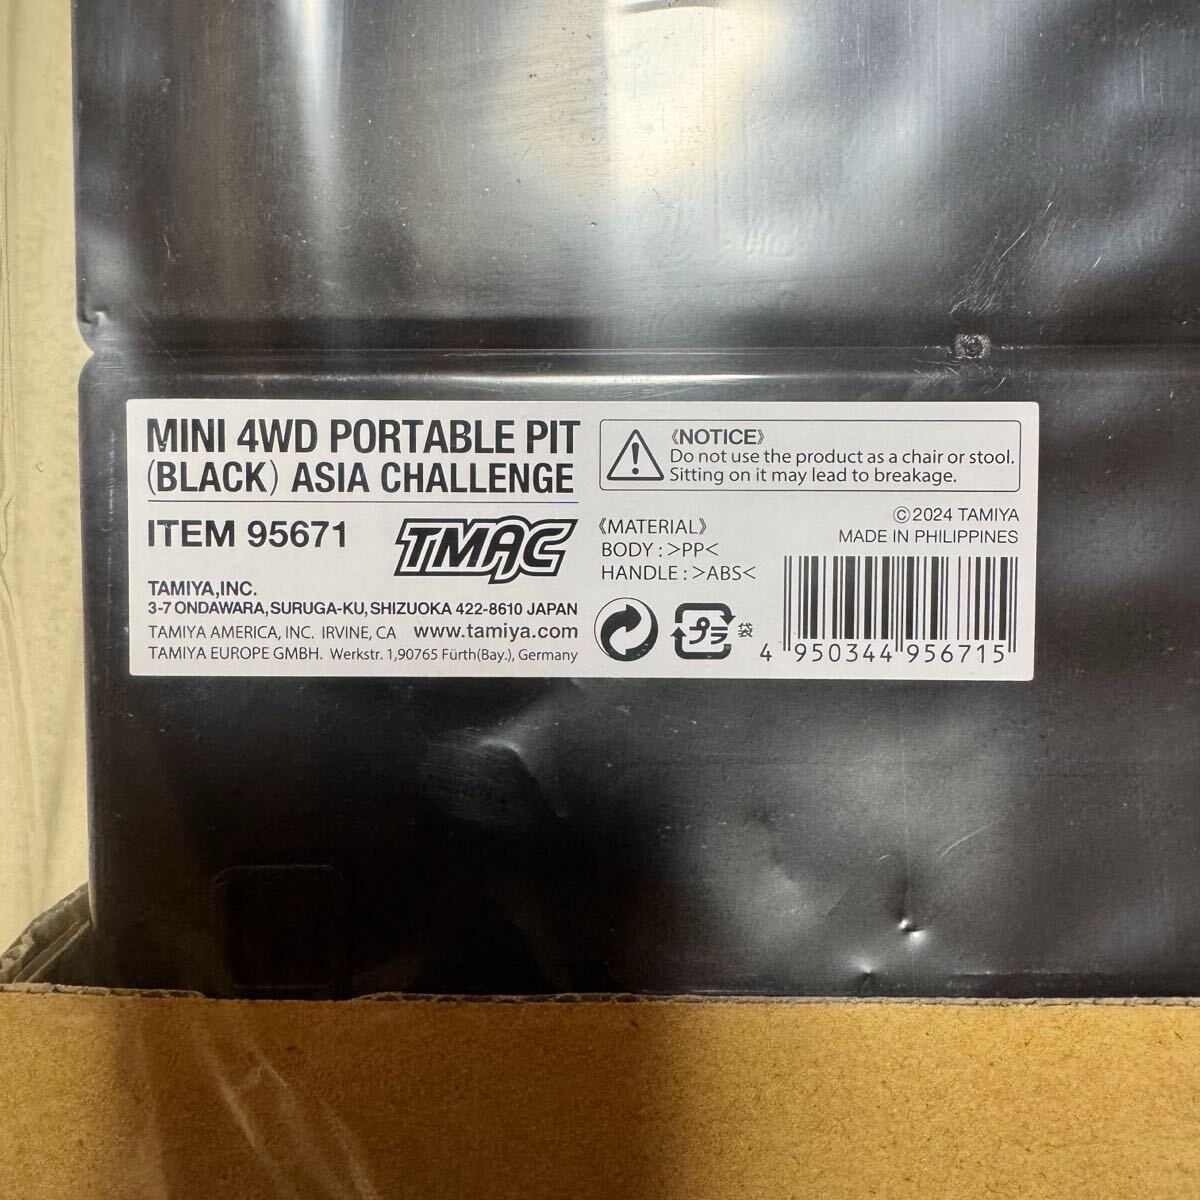 MINI 4WD PORTABLE PIT
(BLACK) ASIA CHALLENGE
ITEM 95671
TMAC
TAMIYA,INC.
3-7 ONDAWARA, SURUGA-KU, SHIZUOKA 422-8610 JAPAN
TAMIYA AMERICA, INC. IRVINE, CA www.tamiya.com
TAMIYA EUROPE GMBH. Werkstr. 1,90765 Fürth(Bay.), Germany
《NOTICE》
Do not use the product as a chair or stool.
Sitting on it may lead to breakage.
《MATERIAL》
BODY : >PP<
HANDLE : >ABS<
©2024 TAMIYA
MADE IN PHILIPPINES
プラ
袋
4 950344 956715